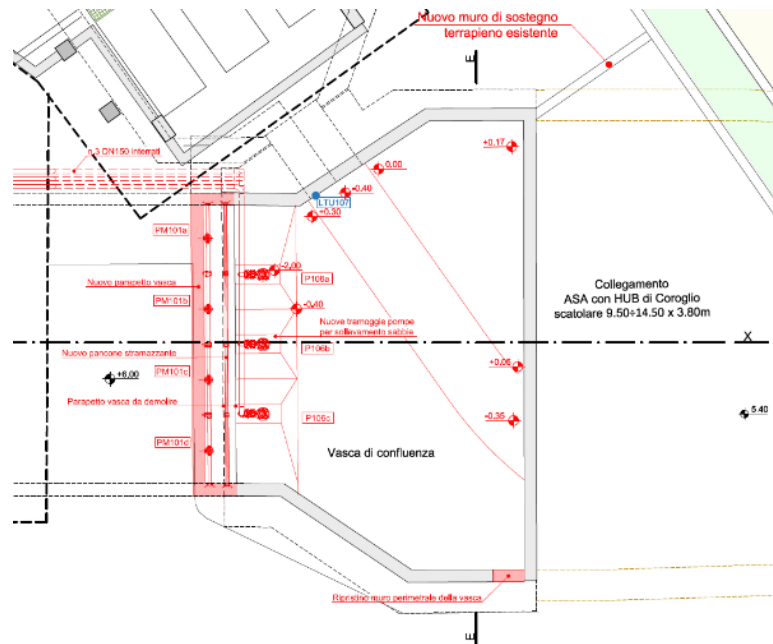 Nuovo muro di sostegno
terrapieno esistente
E
n.3 DN150 interrati
+0.17
0.00
-0.40
LTU107
+0.30
PM101a
-2,00
P106a
Nuovo parapetto vasca
PM101b
-0.40
Nuove tramogge pompe
per sollevamento sabbie
Collegamento
ASA con HUB di Coroglio
scatolare 9.50÷14.50 x 3.80m
X
Nuovo pancone stramazzante
P106b
+6,00
PM101c
+0.05
Parapetto vasca da demolire
P106c
-0.35
5.40
PM101d
Vasca di confluenza
Ripristino muro perimetrale della vasca
E